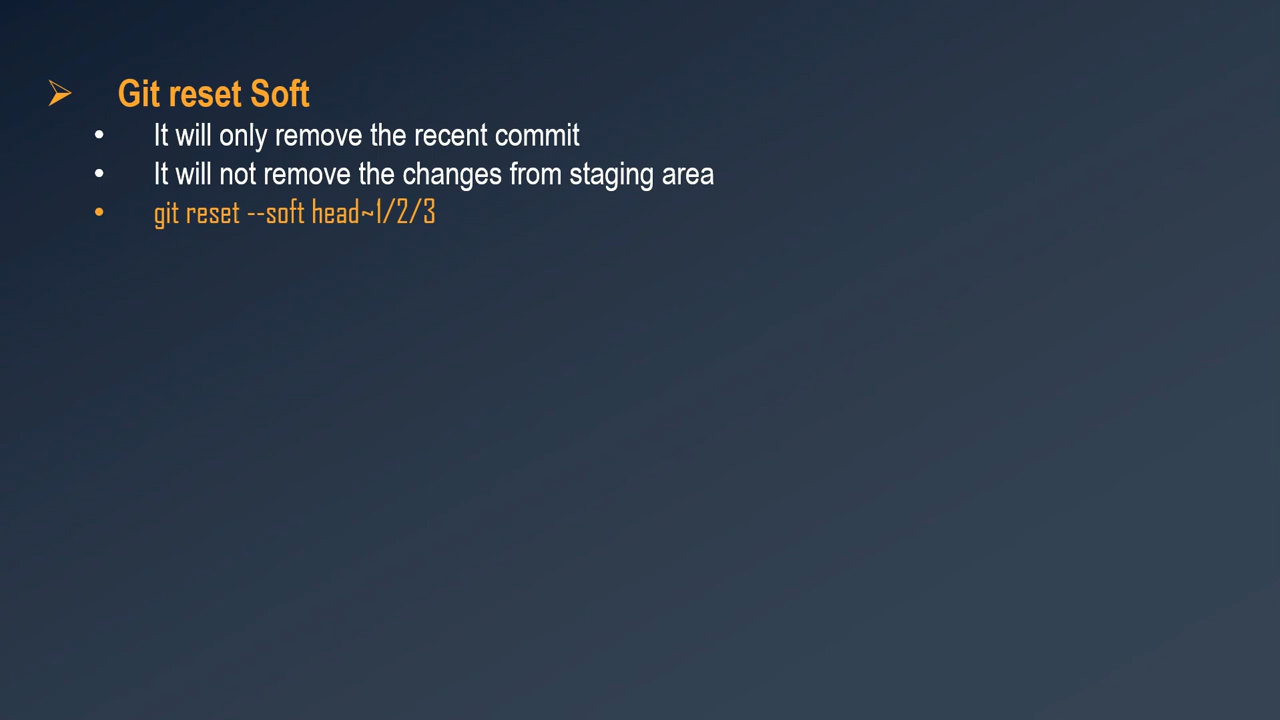 Git reset Soft
It will only remove the recent commit
It will not remove the changes from staging area
git reset --soft head~1/2/3